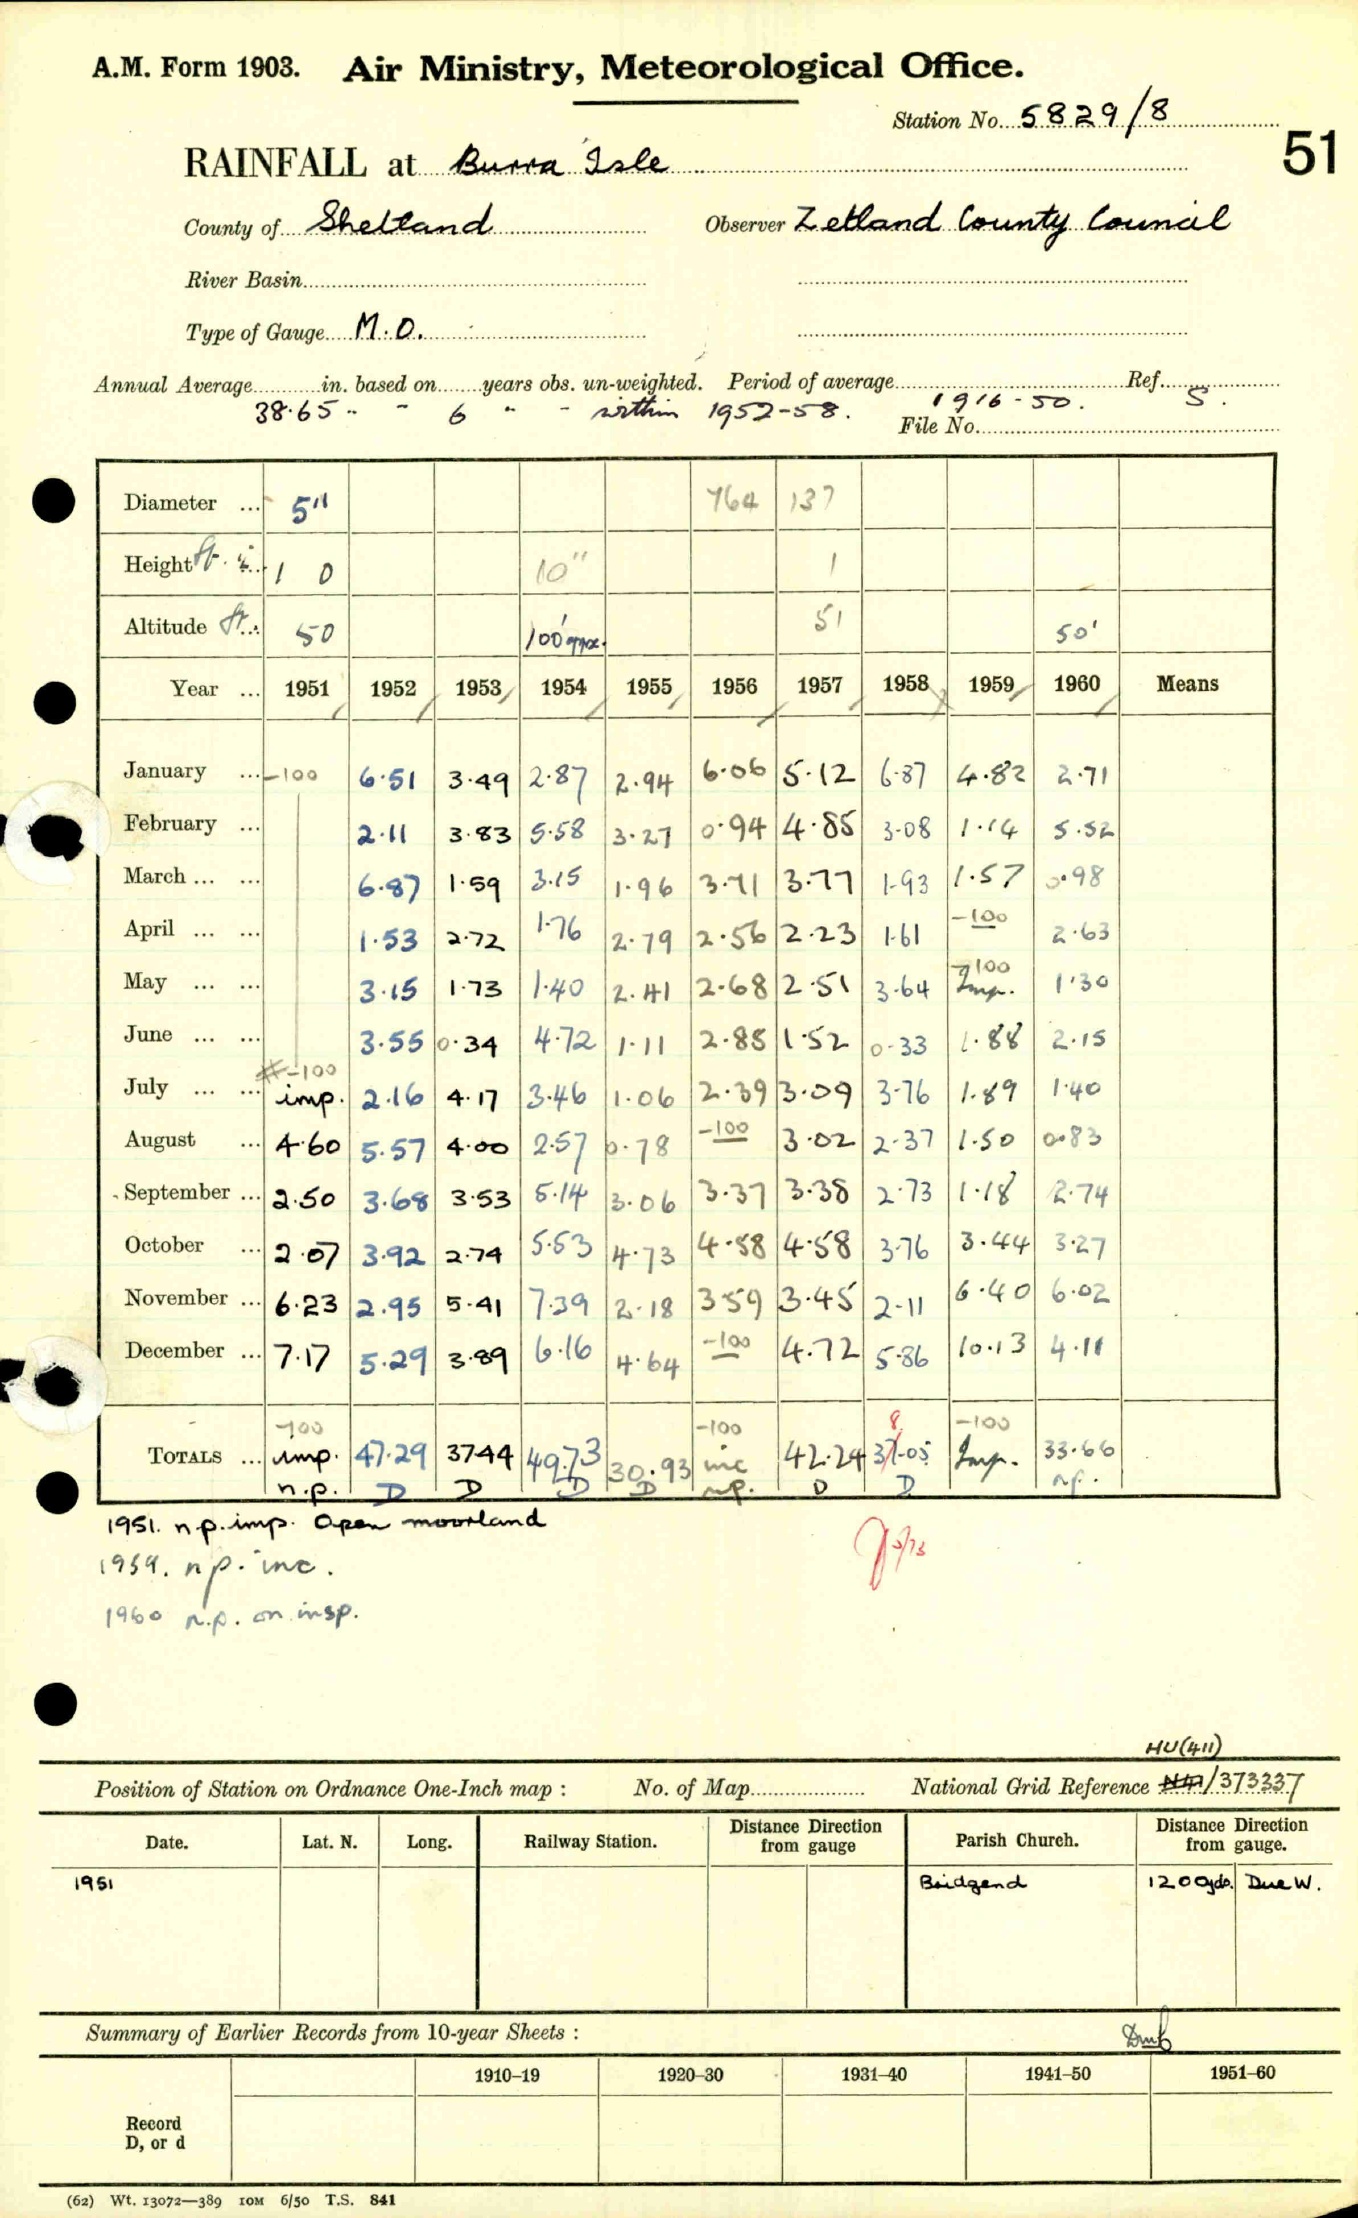 A.M. Form 1903. Air Ministry, Meteorological Office.
Station No. 5829/8
51
RAINFALL at Burra Isle
County of Shetland Observer Zetland County Council
River Basin
Type of Gauge M.O.
Annual Average in. based on years obs. un-weighted. Period of average 1916-50. Ref. S.
38.65 " " 6 " " within 1952-58.
File No.
Diameter ... 5" 764 137
Height ft. in. 1 0 10" 1
Altitude ft. 50 100' appx. 51 50'
Year ... 1951 1952 1953 1954 1955 1956 1957 1958 1959 1960 Means
January ... -100 6.51 3.49 2.87 2.94 6.06 5.12 6.87 4.82 2.71
February ... 2.11 3.83 5.58 3.27 0.94 4.85 3.08 1.14 5.52
March ... ... 6.87 1.59 3.15 1.96 3.71 3.77 1.93 1.57 0.98
April ... ... 1.53 2.72 1.76 2.79 2.56 2.23 1.61 -100 2.63
May ... ... 3.15 1.73 1.40 2.41 2.68 2.51 3.64 -100 Imp. 1.30
June ... ... 3.55 0.34 4.72 1.11 2.85 1.52 0.33 1.88 2.15
July ... ... # -100 imp. 2.16 4.17 3.46 1.06 2.39 3.09 3.76 1.89 1.40
August ... 4.60 5.57 4.00 2.57 0.78 -100 3.02 2.37 1.50 0.83
September ... 2.50 3.68 3.53 5.14 3.06 3.37 3.38 2.73 1.18 2.74
October ... 2.07 3.92 2.74 5.53 4.73 4.58 4.58 3.76 3.44 3.27
November ... 6.23 2.95 5.41 7.39 2.18 3.59 3.45 2.11 6.40 6.02
December ... 7.17 5.29 3.89 6.16 4.64 -100 4.72 5.86 10.13 4.11
-100 -100 8 -100
TOTALS ... imp. 47.29 37.44 49.73 30.93 inc 42.24 37.05 Imp. 33.66
n.p. D D D D n.p. D D n.p.
1951. n.p. imp. Open moorland
1959. n.p. inc.
1960 n.p. on insp.
HU(411)
Position of Station on Ordnance One-Inch map : No. of Map National Grid Reference /373337
Date. Lat. N. Long. Railway Station. Distance Direction from gauge Parish Church. Distance Direction from gauge.
1951 Bridgend 1200yds. Due W.
Summary of Earlier Records from 10-year Sheets :
1910–19 1920–30 1931–40 1941–50 1951–60
Record
D, or d
(62) Wt. 13072—389 10M 6/50 T.S. 841